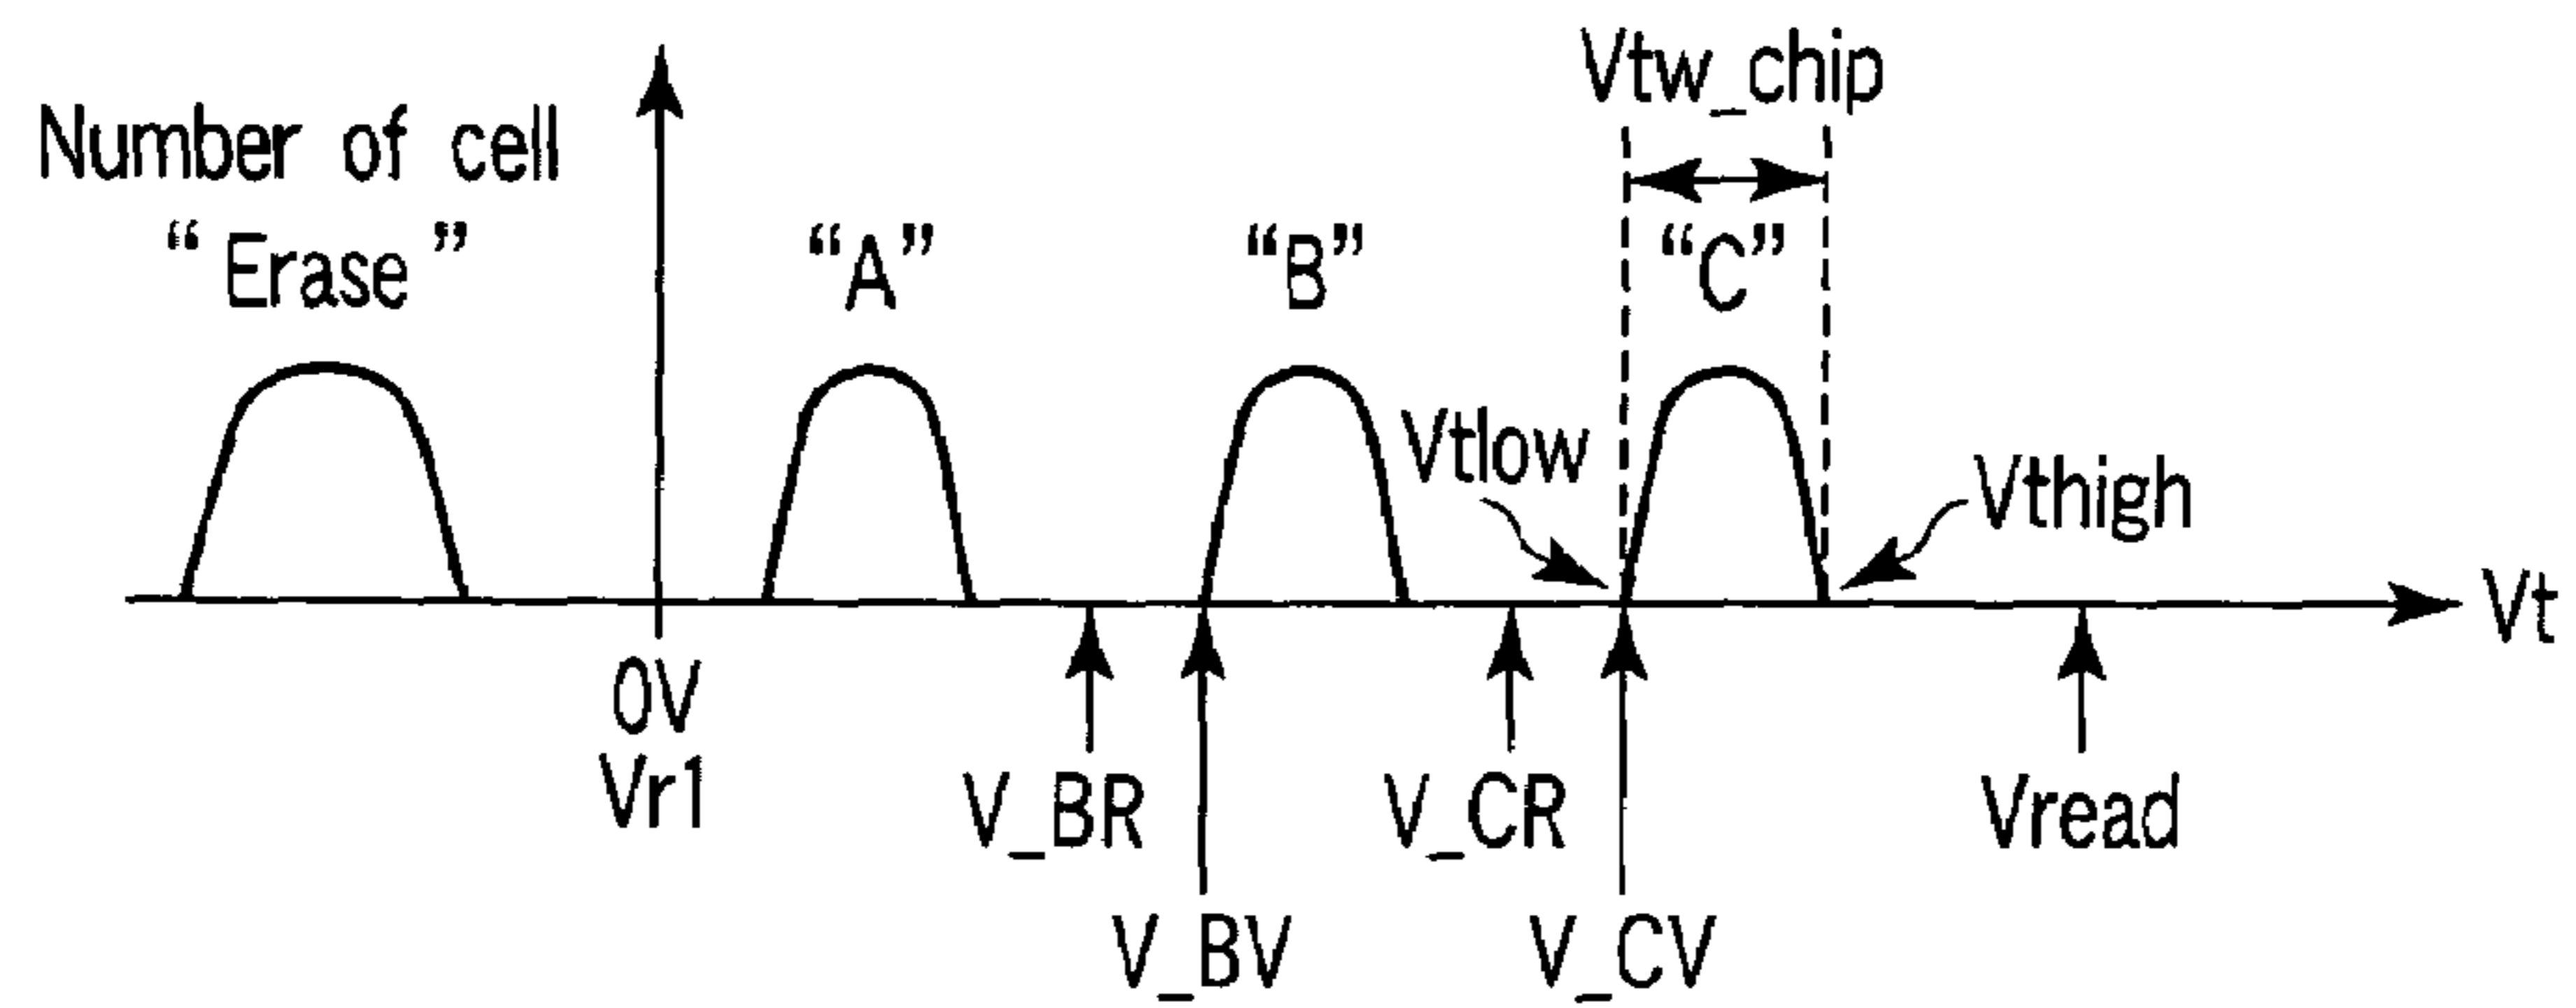 Vtw_chip
Number of cell
“Erase” “A” “B” “C”
Vtlow
Vthigh
Vt
0V
Vr1
V_BR
V_CR
Vread
V_BV
V_CV